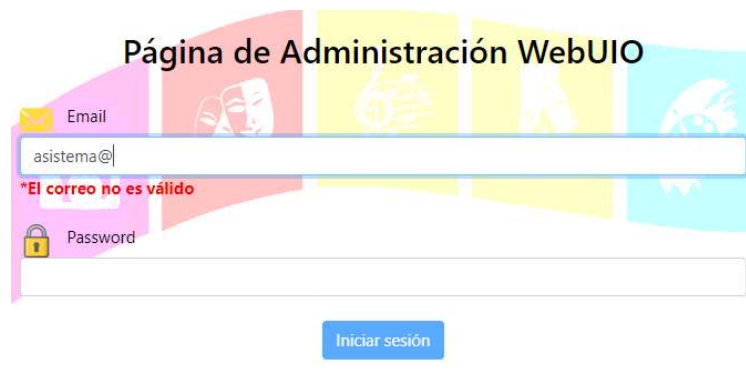 Página de Administración WebUIO
Email
asistema@
*El correo no es válido
Password
Iniciar sesión